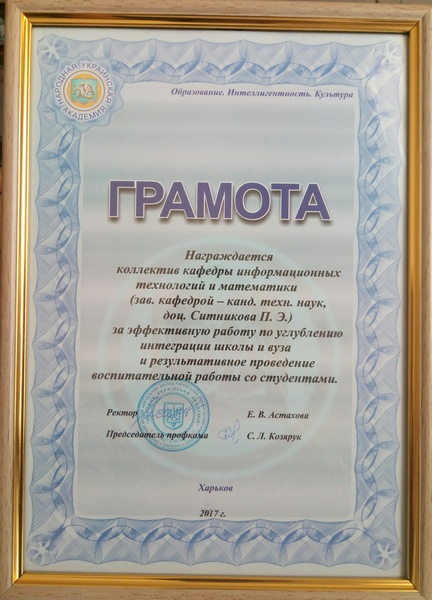 НАРОДНАЯ УКРАИНСКАЯ
АКАДЕМИЯ
Образование. Интеллигентность. Культура
ГРАМОТА
Награждается
коллектив кафедры информационных
технологий и математики
(зав. кафедрой – канд. техн. наук,
доц. Ситникова П. Э.)
за эффективную работу по углублению
интеграции школы и вуза
и результативное проведение
воспитательной работы со студентами.
Ректор Е. В. Астахова
Председатель профкома С. Л. Козярук
Харьков
2017 г.